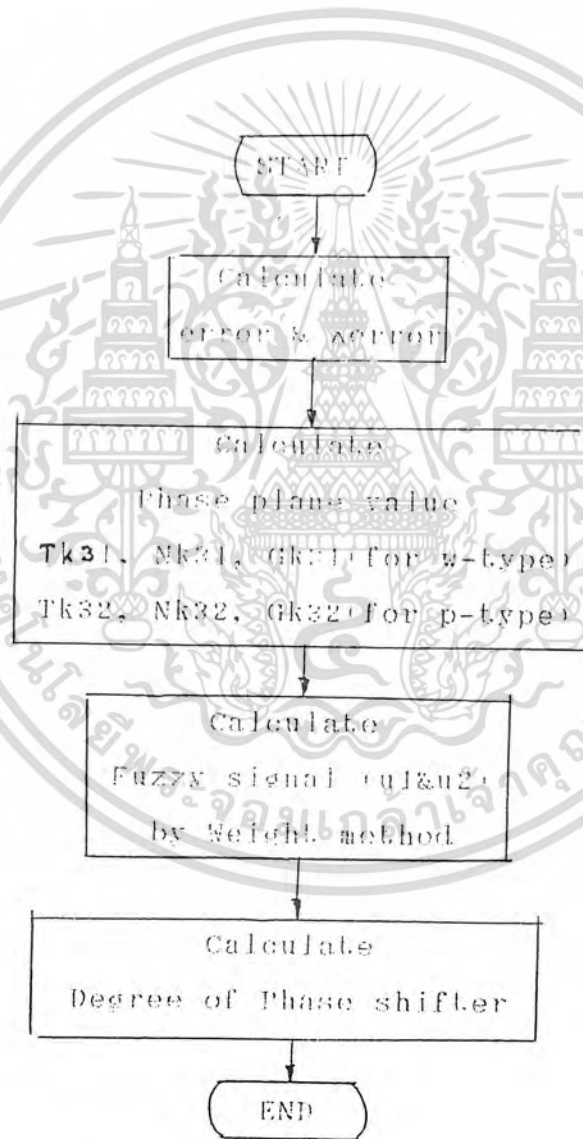 START
Calculate
error & xerror
Calculate
Phase plane value
Tk31, Nk31, Gk31(for w-type)
Tk32, Nk32, Gk32(for p-type)
Calculate
Fuzzy signal (u1&u2)
by Weight method
Calculate
Degree of Phase shifter
END